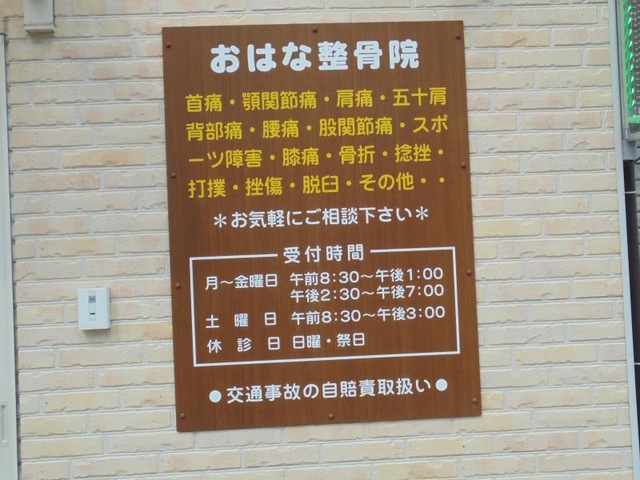 おはな整骨院
首痛・顎関節痛・肩痛・五十肩
背部痛・腰痛・股関節痛・スポ
ーツ障害・膝痛・骨折・捻挫・
打撲・挫傷・脱臼・その他・・
＊お気軽にご相談下さい＊
受付時間
月～金曜日 午前8:30～午後1:00
午後2:30～午後7:00
土曜日 午前8:30～午後3:00
休診日 日曜・祭日
●交通事故の自賠責取扱い●